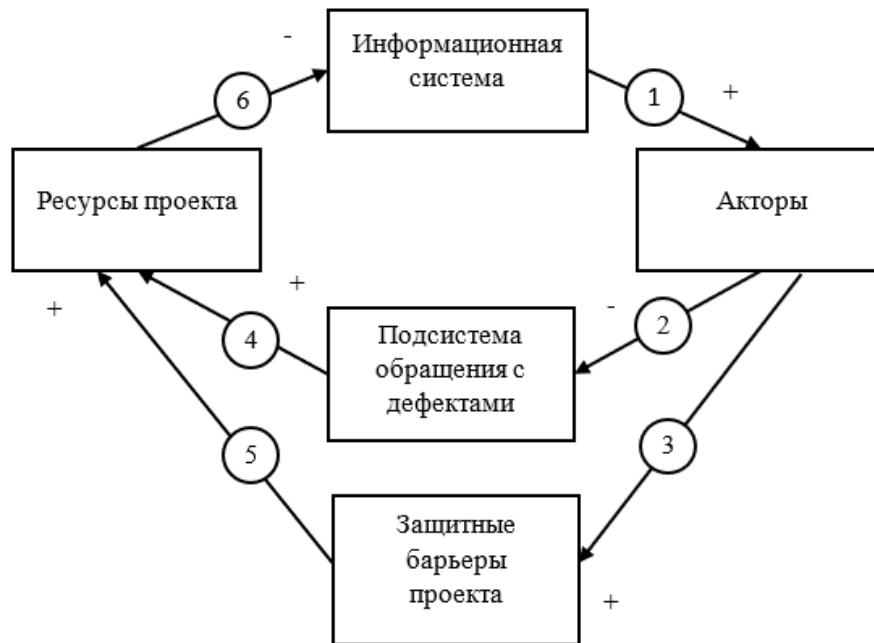 -
Информационная
система
6
1
+
Ресурсы проекта
Акторы
+
+
-
2
4
Подсистема
обращения с
дефектами
5
3
Защитные
барьеры
проекта
+